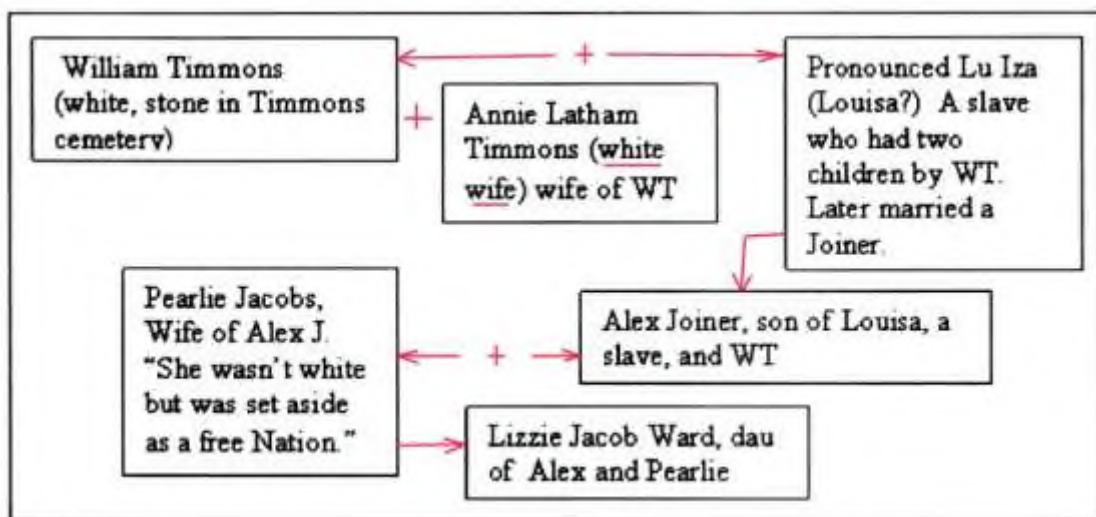 William Timmons
(white, stone in Timmons
cemetery)
+
+
Annie Latham
Timmons (white
wife) wife of WT
Pronounced Lu Iza
(Louisa?) A slave
who had two
children by WT.
Later married a
Joiner.
Pearlie Jacobs,
Wife of Alex J.
“She wasn’t white
but was set aside
as a free Nation.”
+
Alex Joiner, son of Louisa, a
slave, and WT
Lizzie Jacob Ward, dau
of Alex and Pearlie